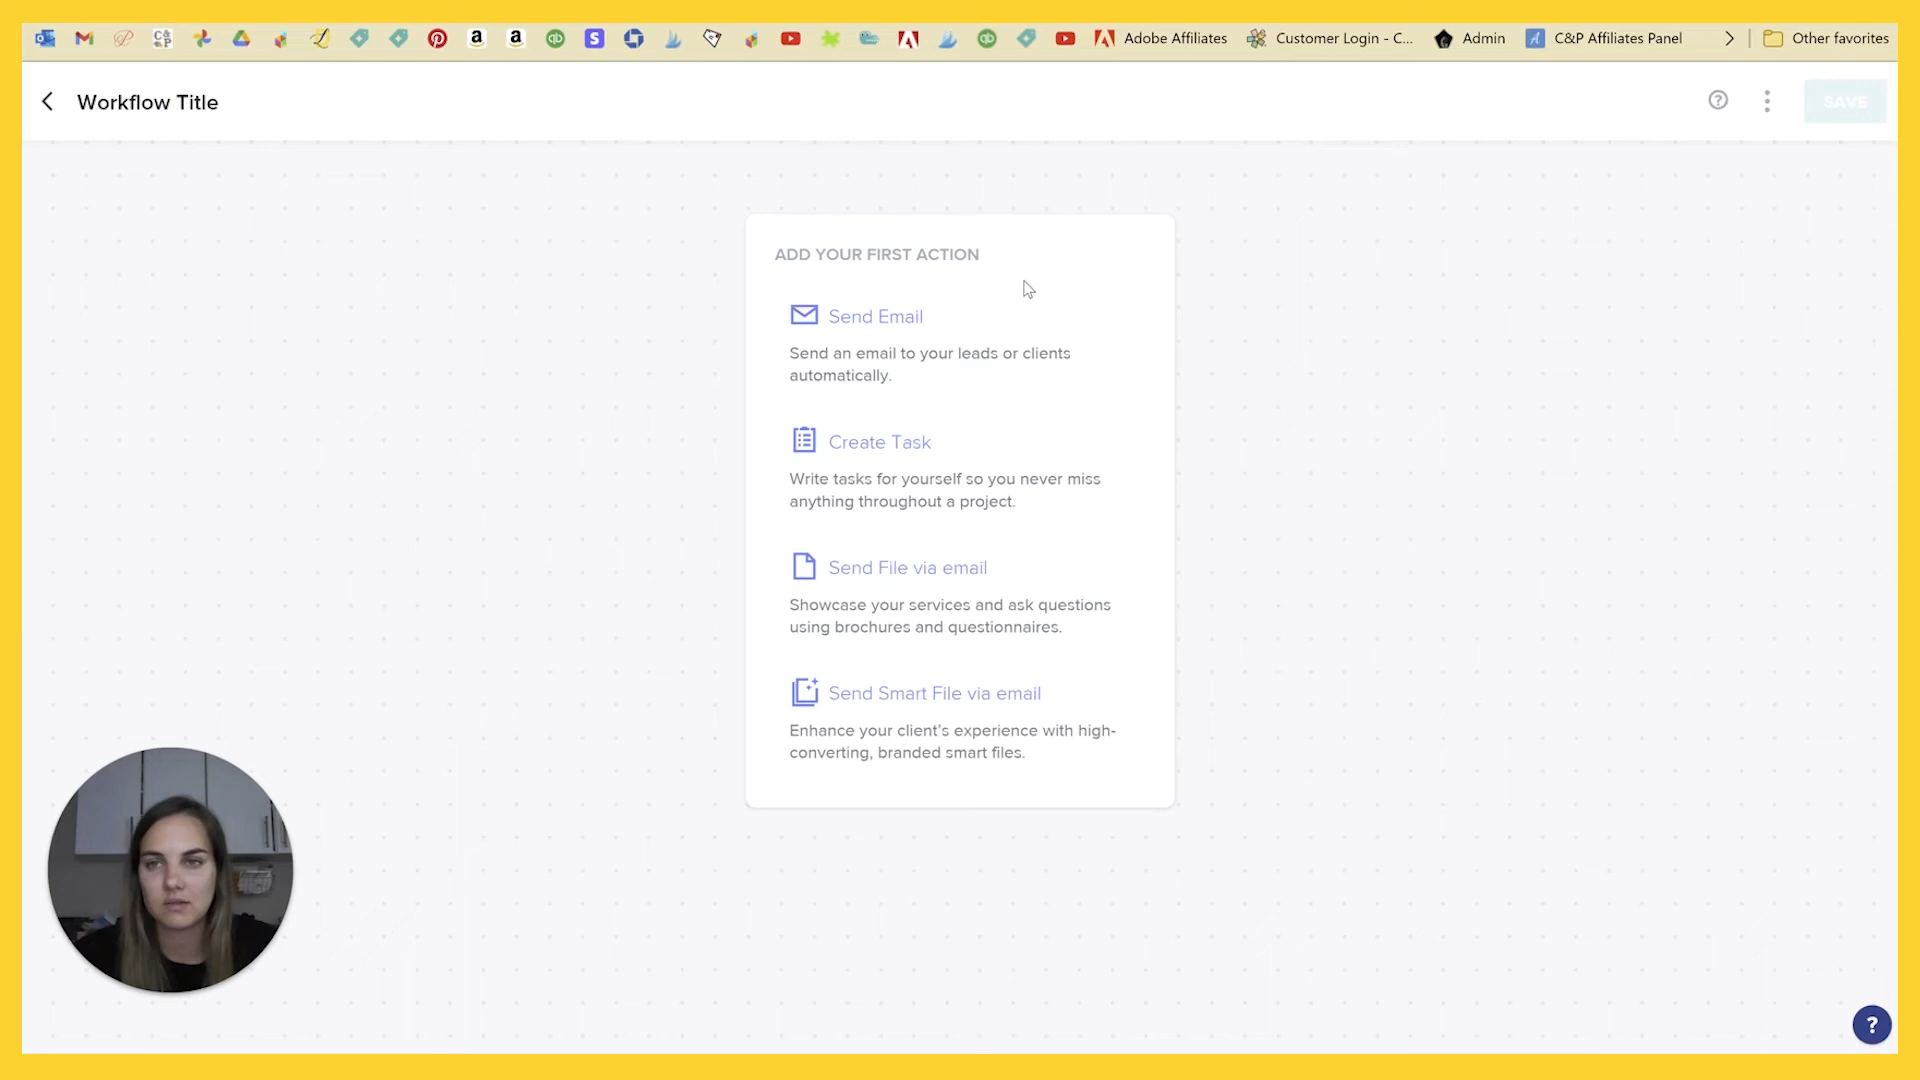 Adobe Affiliates
Customer Login - C...
Admin
C&P Affiliates Panel
Other favorites
Workflow Title
SAVE
ADD YOUR FIRST ACTION
Send Email
Send an email to your leads or clients
automatically.
Create Task
Write tasks for yourself so you never miss
anything throughout a project.
Send File via email
Showcase your services and ask questions
using brochures and questionnaires.
Send Smart File via email
Enhance your client's experience with high-
converting, branded smart files.
?